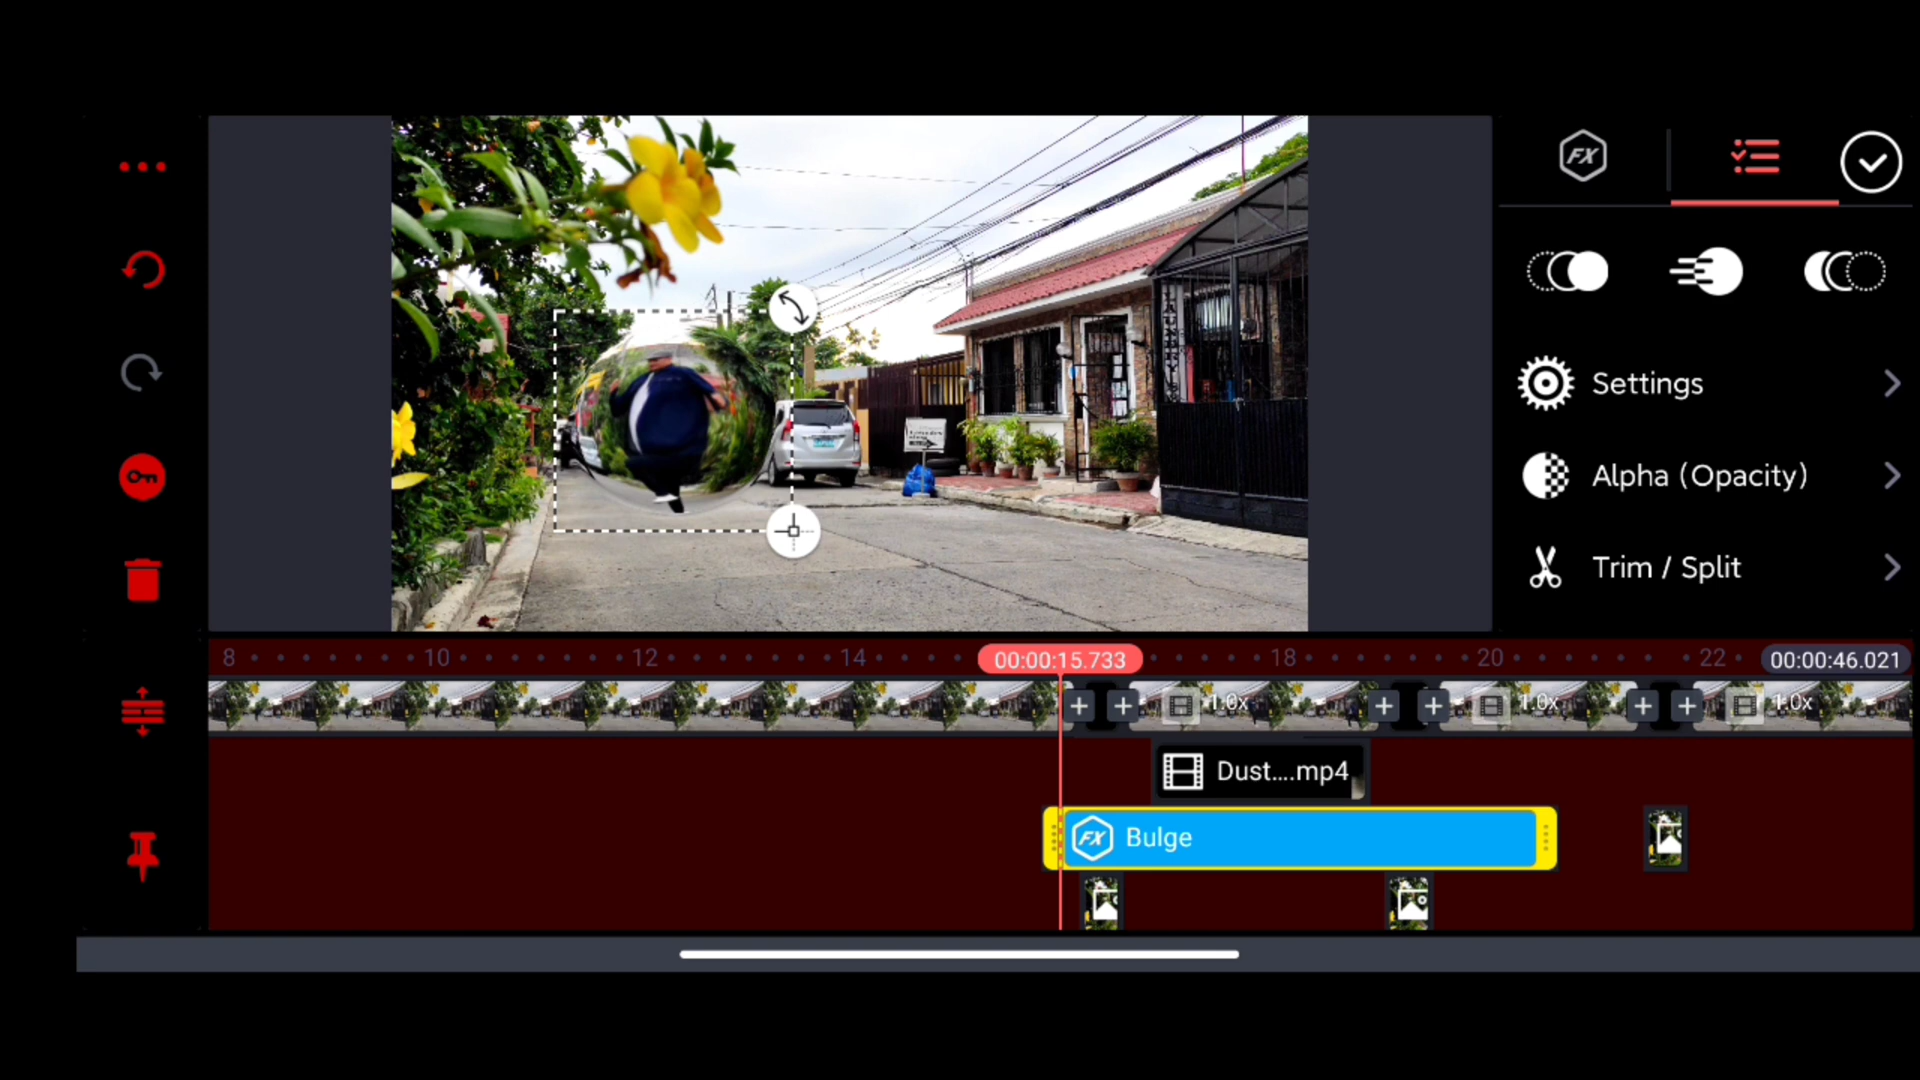 FX
Settings
Alpha (Opacity)
Trim / Split
8 10 12 14 00:00:15.733 18 20 22 00:00:46.021
1.0x 1.0x 1.0x
Dust....mp4
FX Bulge